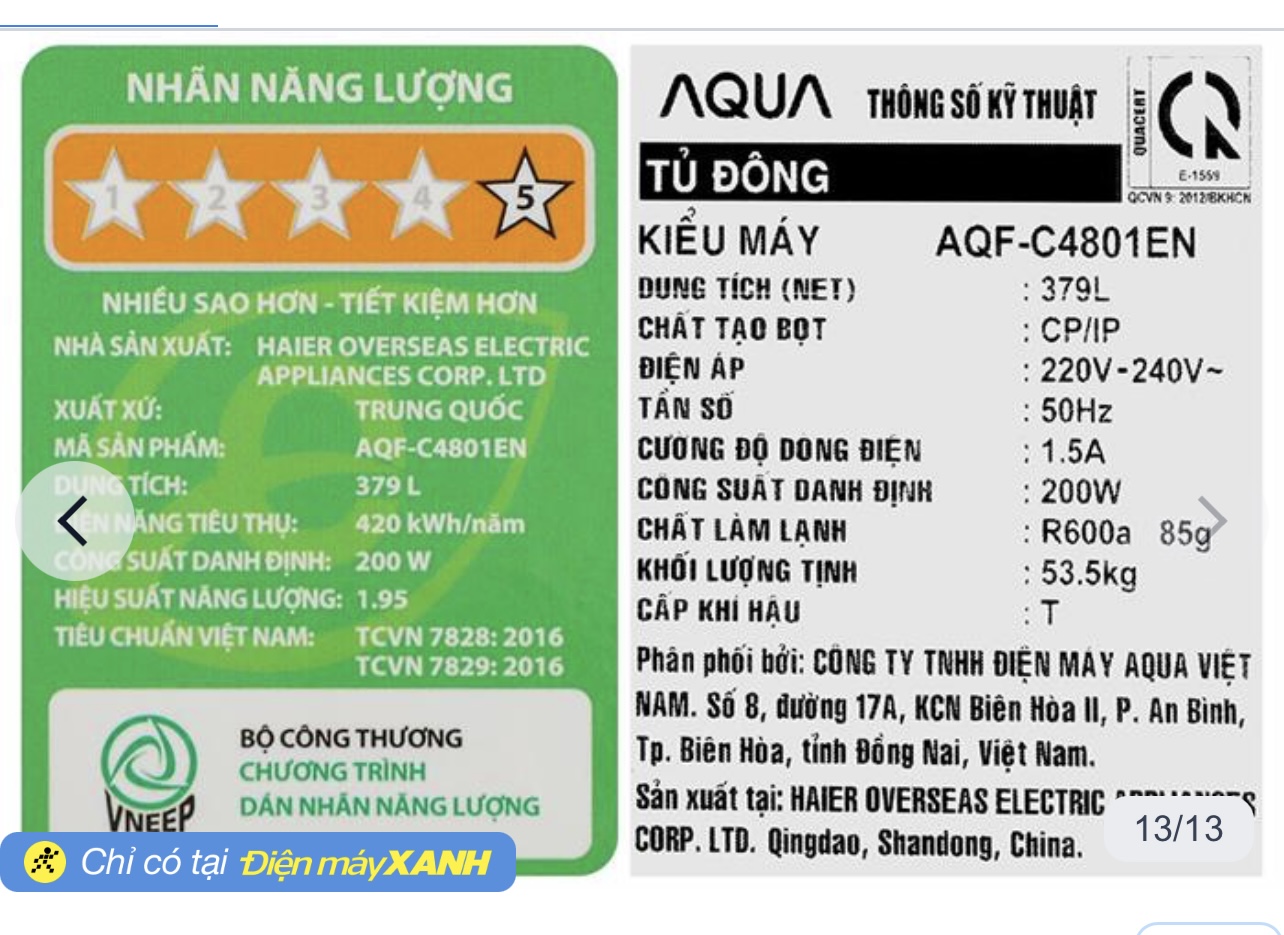 NHÃN NĂNG LƯỢNG
1 2 3 4 5
NHIỀU SAO HƠN - TIẾT KIỆM HƠN
NHÀ SẢN XUẤT: HAIER OVERSEAS ELECTRIC
APPLIANCES CORP. LTD
XUẤT XỨ: TRUNG QUỐC
MÃ SẢN PHẨM: AQF-C4801EN
DUNG TÍCH: 379 L
ĐIỆN NĂNG TIÊU THỤ: 420 kWh/năm
CÔNG SUẤT DANH ĐỊNH: 200 W
HIỆU SUẤT NĂNG LƯỢNG: 1.95
TIÊU CHUẨN VIỆT NAM: TCVN 7828: 2016
TCVN 7829: 2016
VNEEP
BỘ CÔNG THƯƠNG
CHƯƠNG TRÌNH
DÁN NHÃN NĂNG LƯỢNG
Chỉ có tại Điện máyXANH
AQUA THÔNG SỐ KỸ THUẬT
QUACERT
E-1559
QCVN 9: 2012/BKHCN
TỦ ĐÔNG
KIỂU MÁY AQF-C4801EN
DUNG TÍCH (NET) : 379L
CHẤT TẠO BỌT : CP/IP
ĐIỆN ÁP : 220V-240V~
TẦN SỐ : 50Hz
CƯỜNG ĐỘ DÒNG ĐIỆN : 1.5A
CÔNG SUẤT DANH ĐỊNH : 200W
CHẤT LÀM LẠNH : R600a 85g
KHỐI LƯỢNG TỊNH : 53.5kg
CẤP KHÍ HẬU : T
Phân phối bởi: CÔNG TY TNHH ĐIỆN MÁY AQUA VIỆT
NAM. Số 8, đường 17A, KCN Biên Hòa II, P. An Bình,
Tp. Biên Hòa, tỉnh Đồng Nai, Việt Nam.
Sản xuất tại: HAIER OVERSEAS ELECTRIC APPLIANCES
CORP. LTD. Qingdao, Shandong, China.
13/13